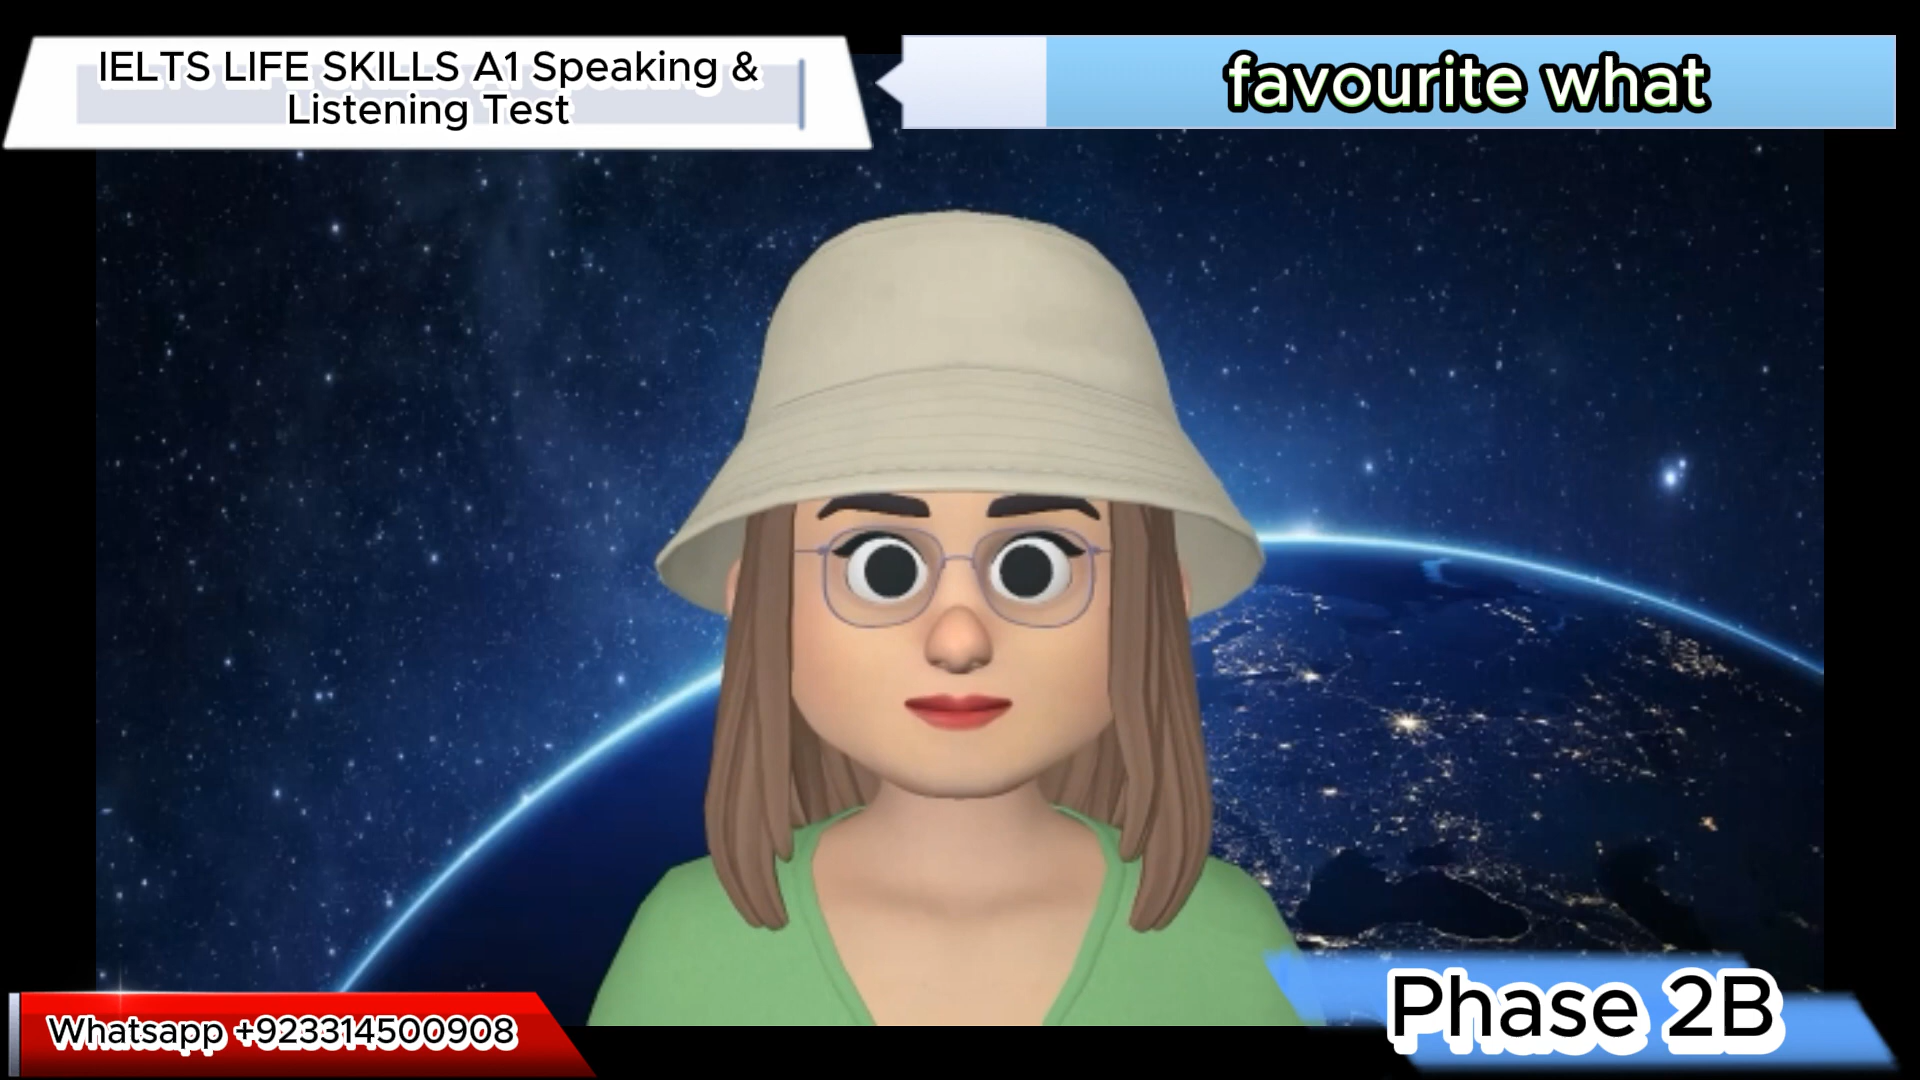 IELTS LIFE SKILLS A1 Speaking &
Listening Test
favourite what
Whatsapp +923314500908
Phase 2B